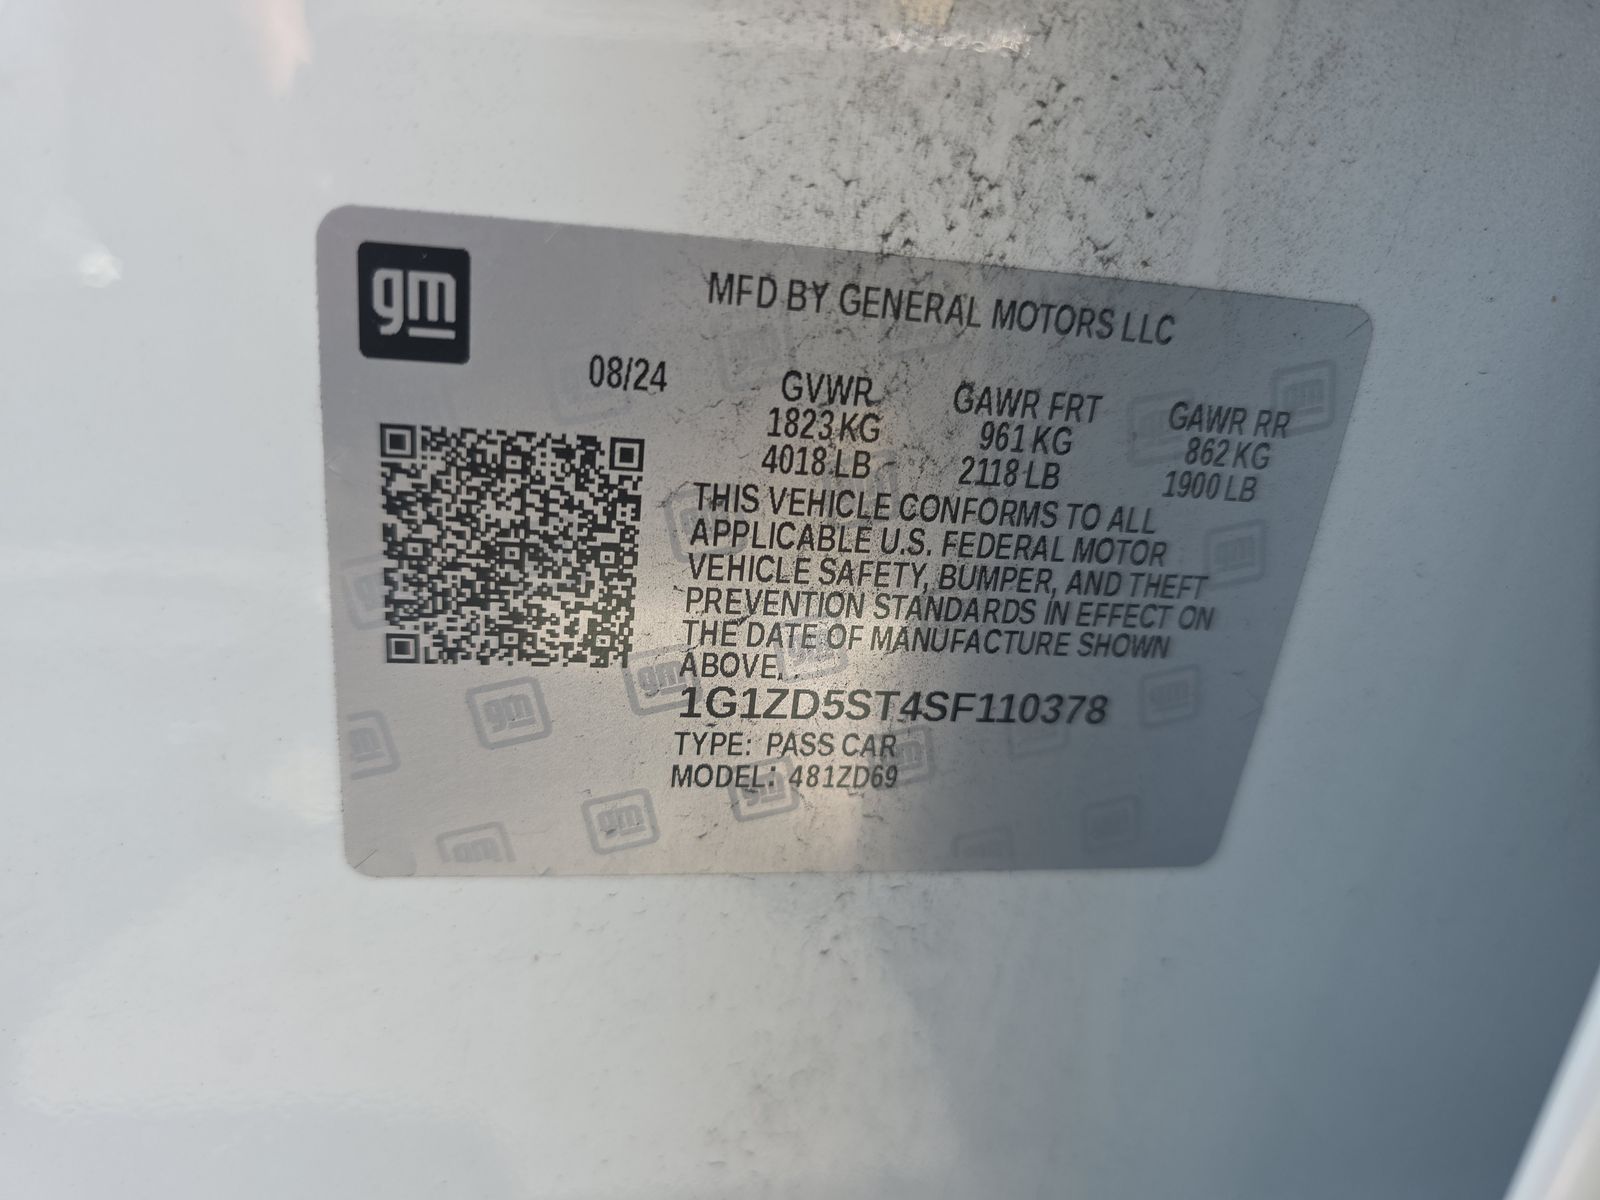 gm
MFD BY GENERAL MOTORS LLC
08/24
GVWR GAWR FRT GAWR RR
1823 KG 961 KG 862 KG
4018 LB 2118 LB 1900 LB
THIS VEHICLE CONFORMS TO ALL
APPLICABLE U.S. FEDERAL MOTOR
VEHICLE SAFETY, BUMPER, AND THEFT
PREVENTION STANDARDS IN EFFECT ON
THE DATE OF MANUFACTURE SHOWN
ABOVE.
1G1ZD5ST4SF110378
TYPE: PASS CAR
MODEL: 481ZD69